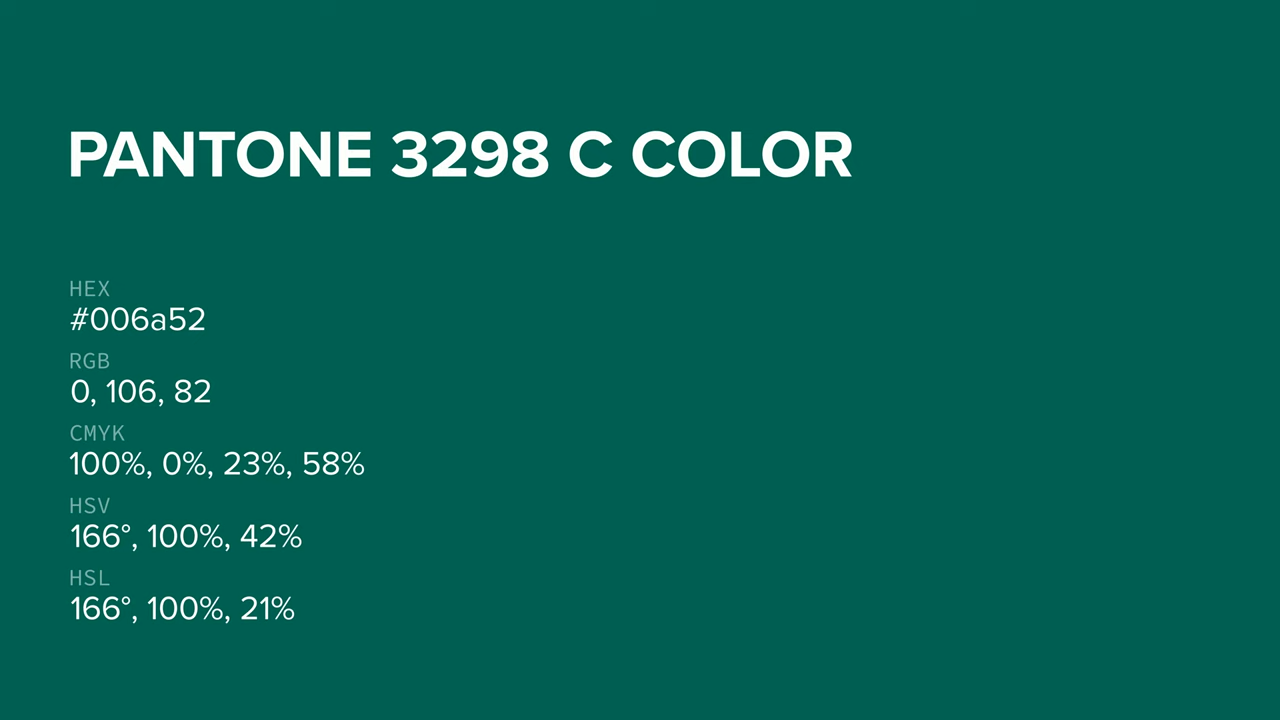 PANTONE 3298 C COLOR
HEX
#006a52
RGB
0, 106, 82
CMYK
100%, 0%, 23%, 58%
HSV
166°, 100%, 42%
HSL
166°, 100%, 21%